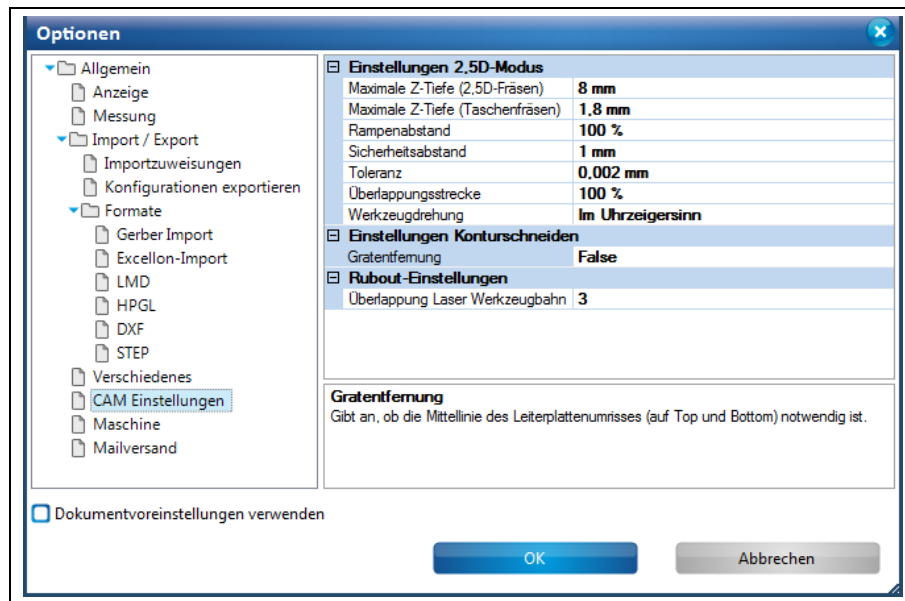 Optionen
Allgemein
Anzeige
Messung
Import / Export
Importzuweisungen
Konfigurationen exportieren
Formate
Gerber Import
Excellon-Import
LMD
HPGL
DXF
STEP
Verschiedenes
CAM Einstellungen
Maschine
Mailversand
Einstellungen 2,5D-Modus
Maximale Z-Tiefe (2,5D-Fräsen) 8 mm
Maximale Z-Tiefe (Taschenfräsen) 1,8 mm
Rampenabstand 100 %
Sicherheitsabstand 1 mm
Toleranz 0,002 mm
Überlappungsstrecke 100 %
Werkzeugdrehung Im Uhrzeigersinn
Einstellungen Konturschneiden
Gratentfernung False
Rubout-Einstellungen
Überlappung Laser Werkzeugbahn 3
Gratentfernung
Gibt an, ob die Mittellinie des Leiterplattenumrisses (auf Top und Bottom) notwendig ist.
Dokumentvoreinstellungen verwenden
OK Abbrechen